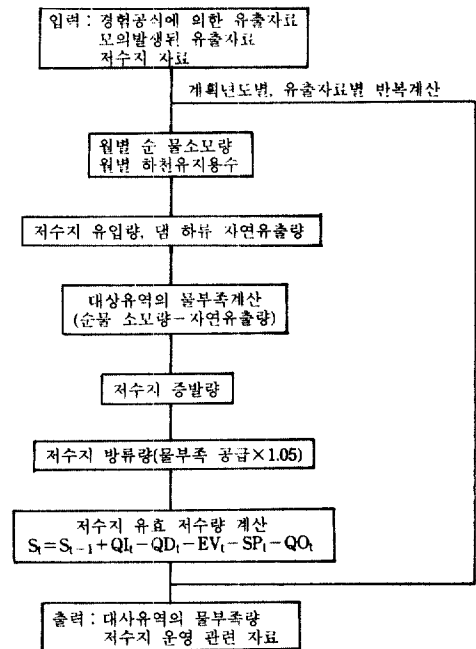 입력 : 경험공식에 의한 유출자료
모의발생된 유출자료
저수지 자료
계획년도별, 유출자료별 반복계산
월별 순 물소모량
월별 하천유지용수
저수지 유입량, 댐 하류 자연유출량
대상유역의 물부족계산
(순물 소모량-자연유출량)
저수지 증발량
저수지 방류량(물부족 공급×1.05)
저수지 유효 저수량 계산
Sₜ=Sₜ₋₁+QIₜ-QDₜ-EVₜ-SPₜ-QOₜ
출력 : 대사유역의 물부족량
저수지 운영 관련 자료